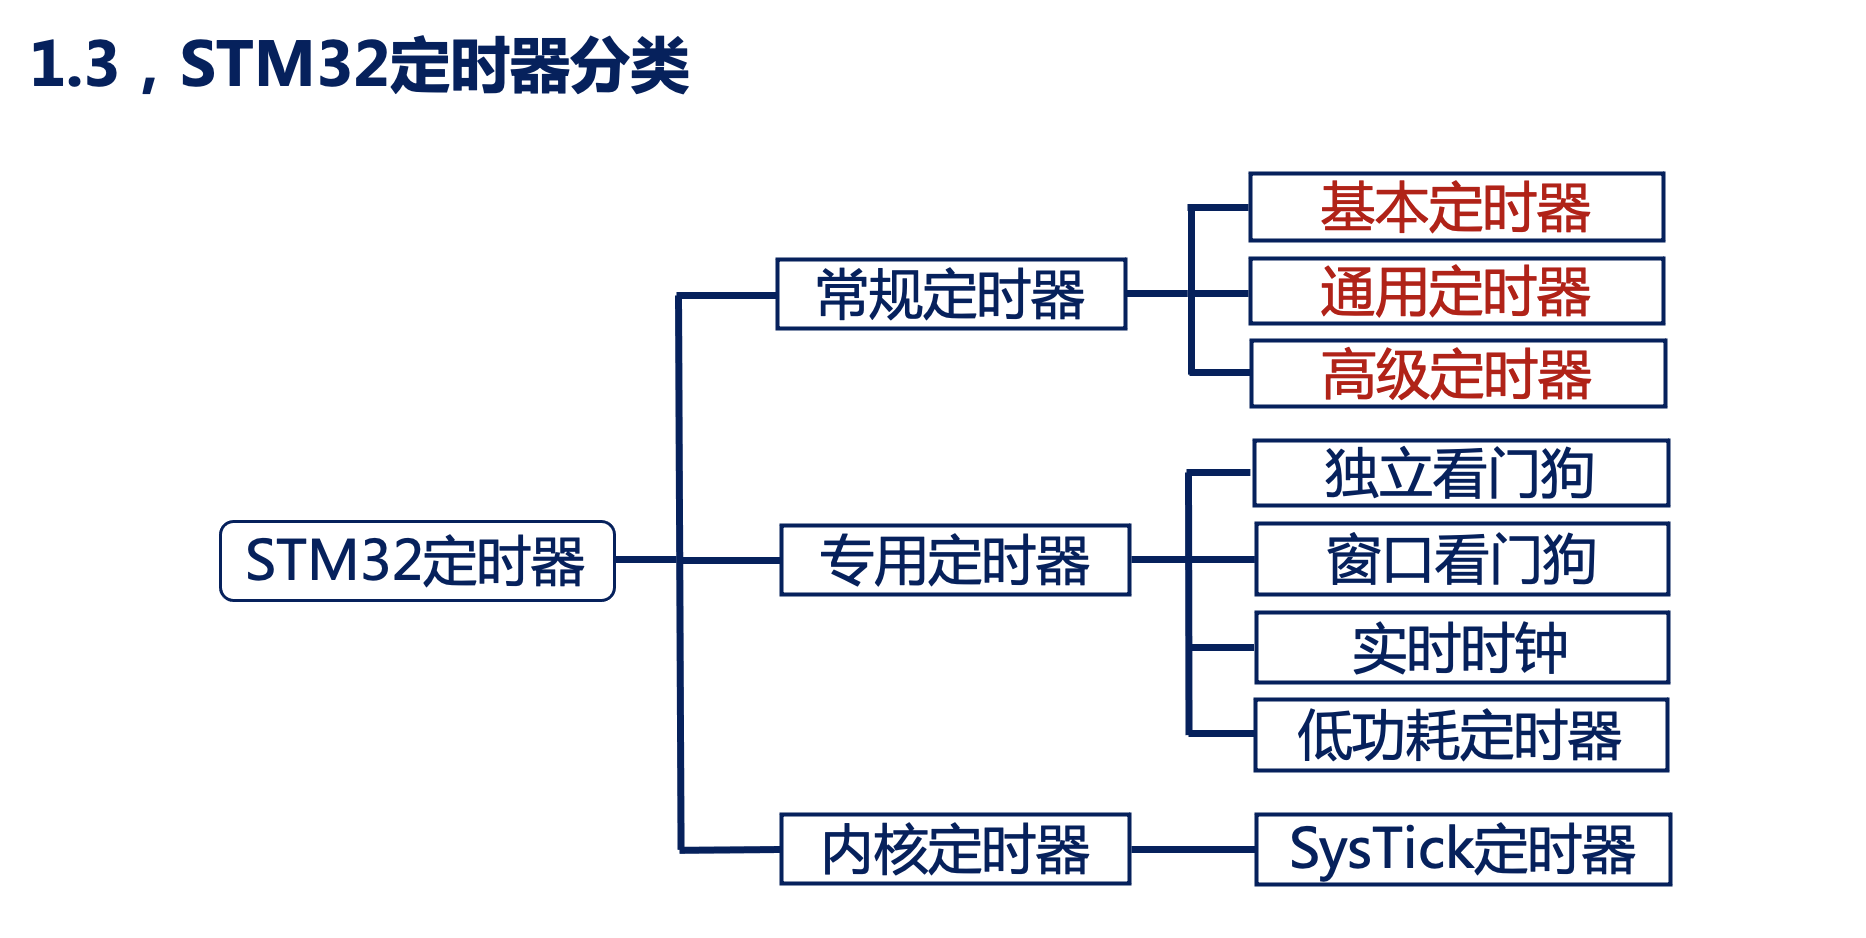 1.3，STM32定时器分类
STM32定时器
常规定时器
基本定时器
通用定时器
高级定时器
专用定时器
独立看门狗
窗口看门狗
实时时钟
低功耗定时器
内核定时器
SysTick定时器